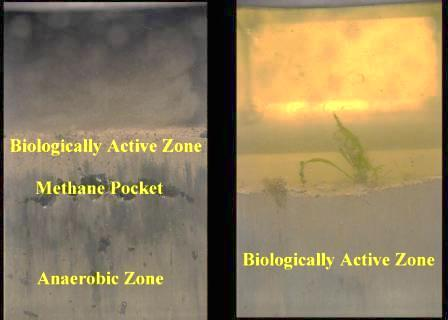 Biologically Active Zone
Methane Pocket
Anaerobic Zone
Biologically Active Zone